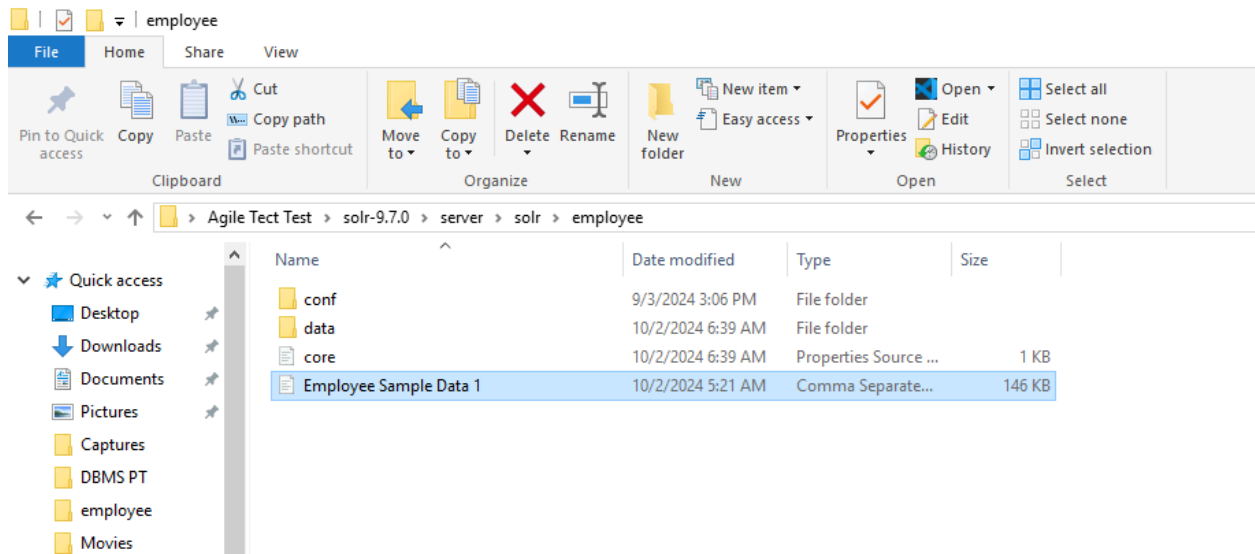 employee
File Home Share View
Pin to Quick access
Copy
Paste
Cut
Copy path
Paste shortcut
Clipboard
Move to
Copy to
Delete
Rename
Organize
New folder
New item
Easy access
New
Properties
Open
Edit
History
Open
Select all
Select none
Invert selection
Select
Agile Tect Test > solr-9.7.0 > server > solr > employee
Quick access
Desktop
Downloads
Documents
Pictures
Captures
DBMS PT
employee
Movies
Name Date modified Type Size
conf 9/3/2024 3:06 PM File folder
data 10/2/2024 6:39 AM File folder
core 10/2/2024 6:39 AM Properties Source ... 1 KB
Employee Sample Data 1 10/2/2024 5:21 AM Comma Separate... 146 KB